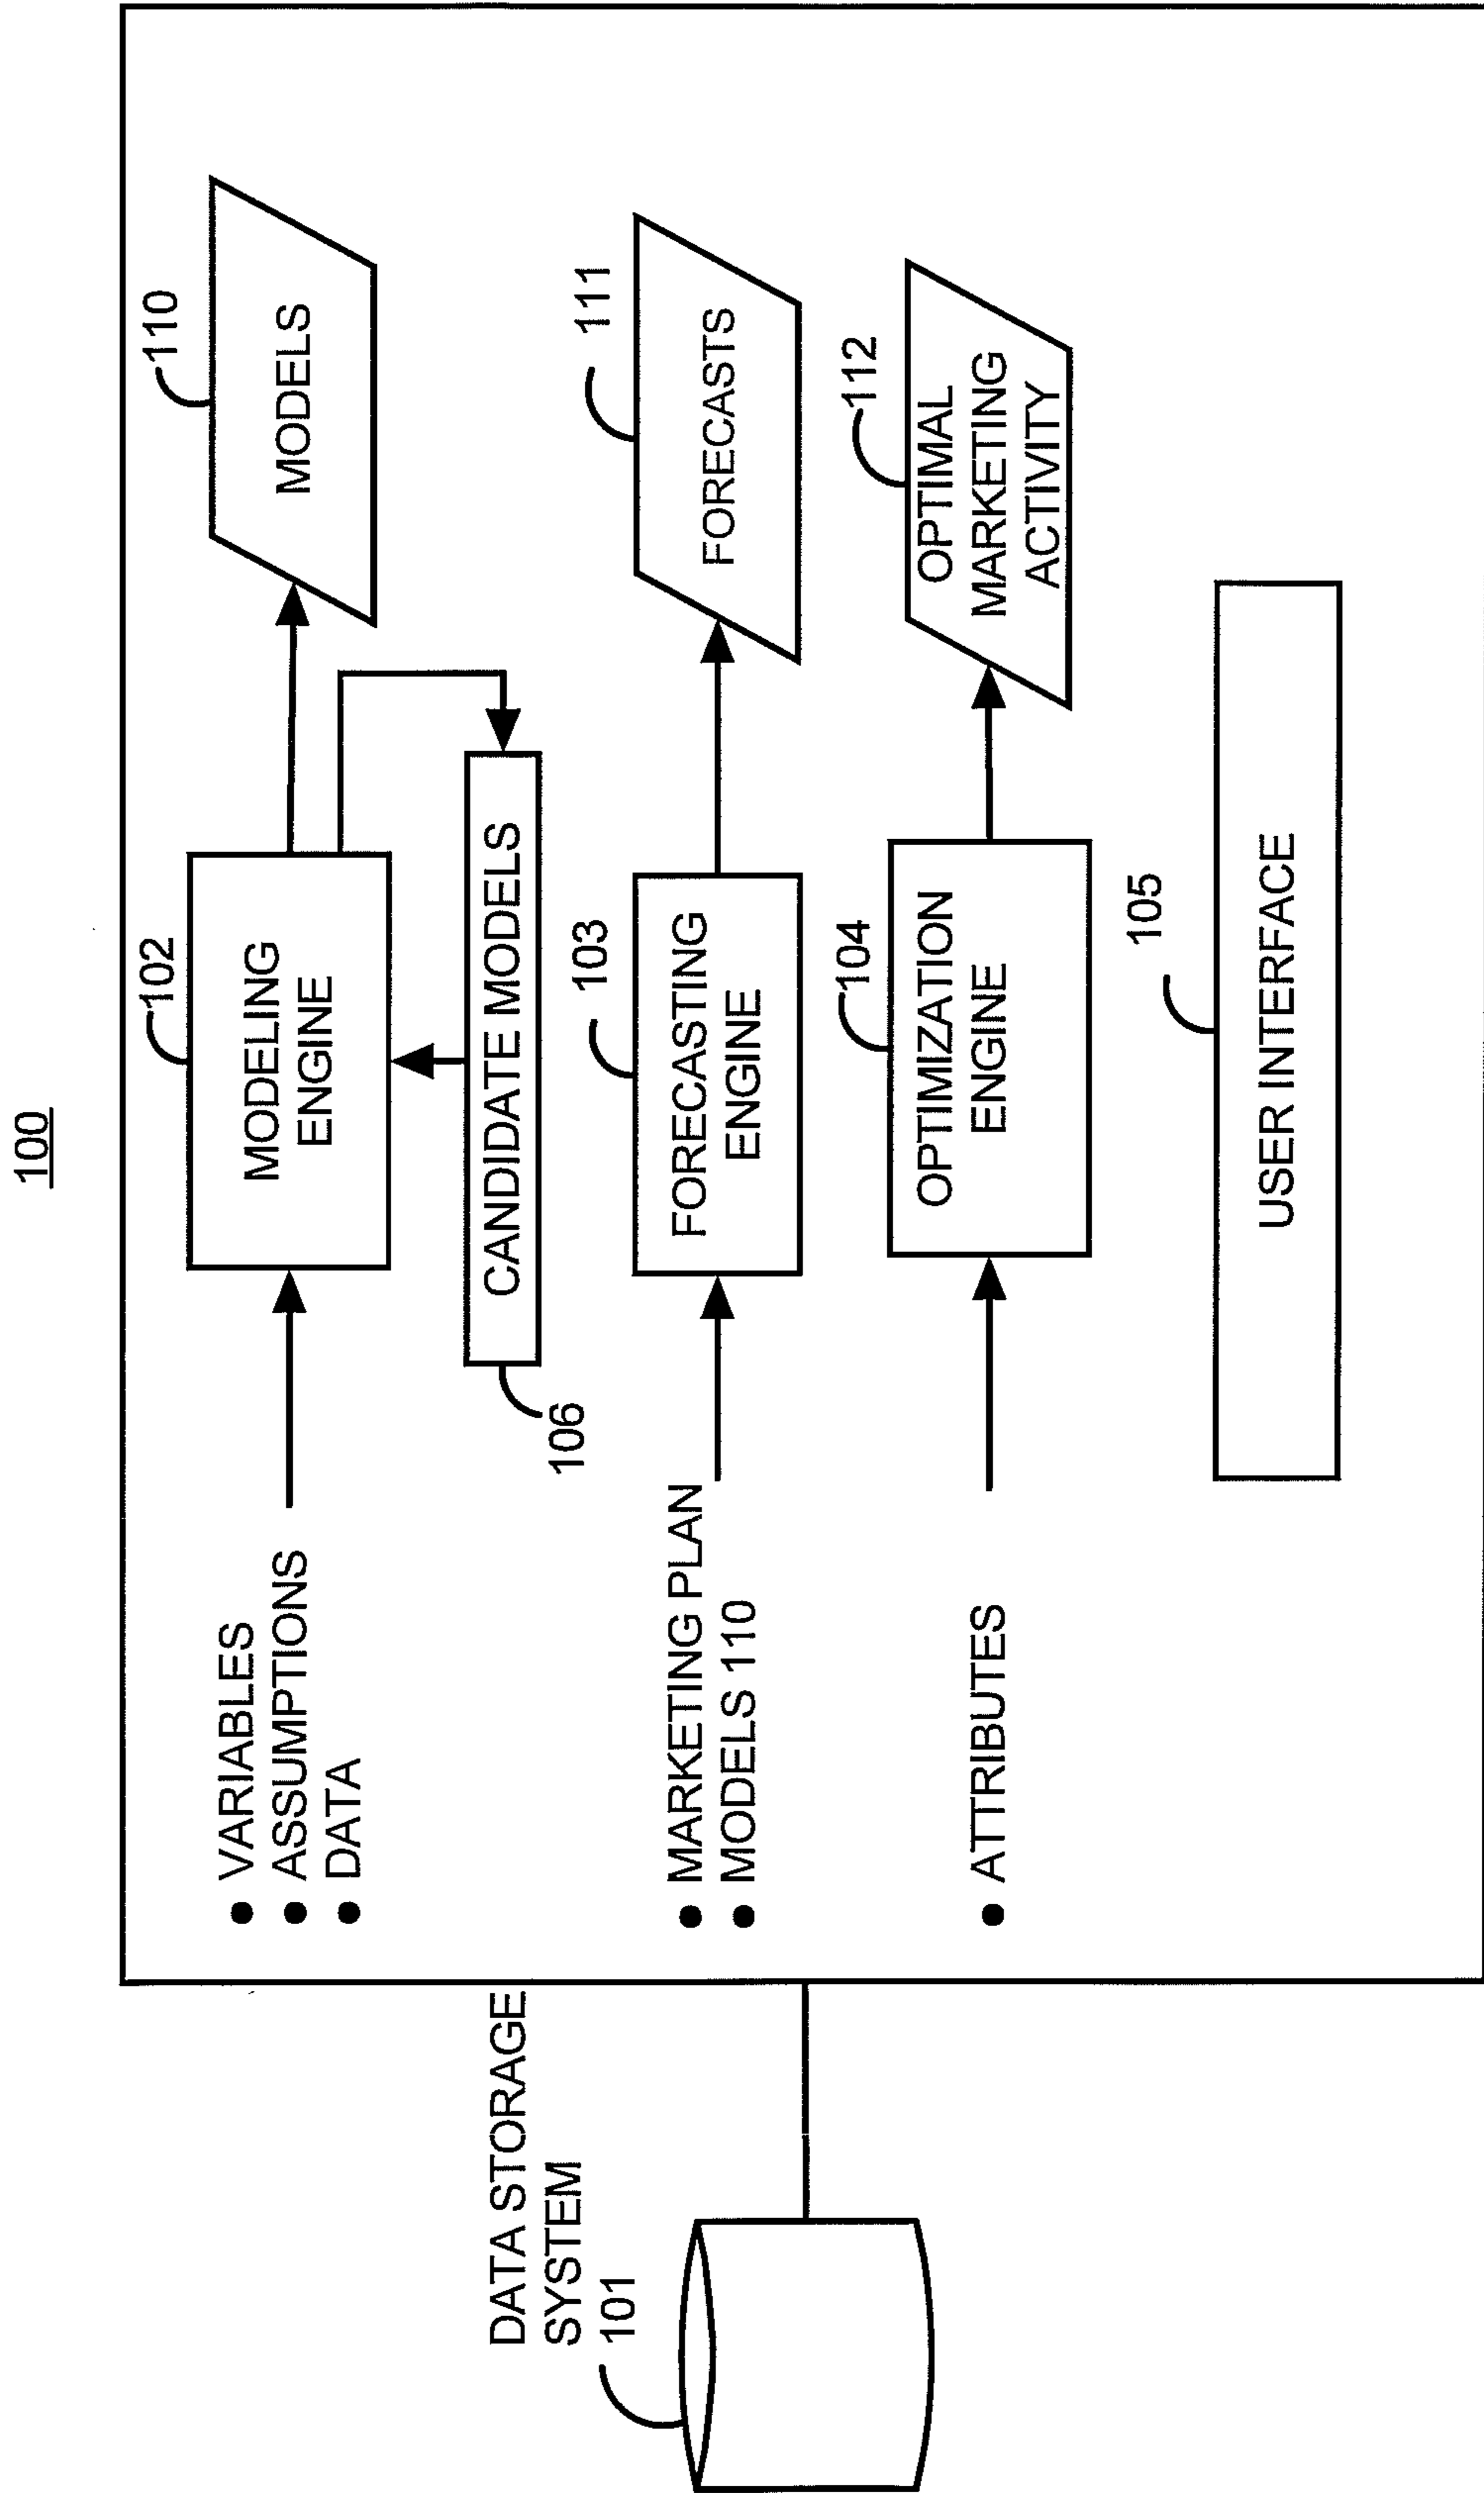 100
DATA STORAGE
SYSTEM
101
● VARIABLES
● ASSUMPTIONS
● DATA
102
MODELING
ENGINE
110
MODELS
CANDIDATE MODELS
106
● MARKETING PLAN
● MODELS 110
103
FORECASTING
ENGINE
111
FORECASTS
● ATTRIBUTES
104
OPTIMIZATION
ENGINE
112
OPTIMAL
MARKETING
ACTIVITY
105
USER INTERFACE